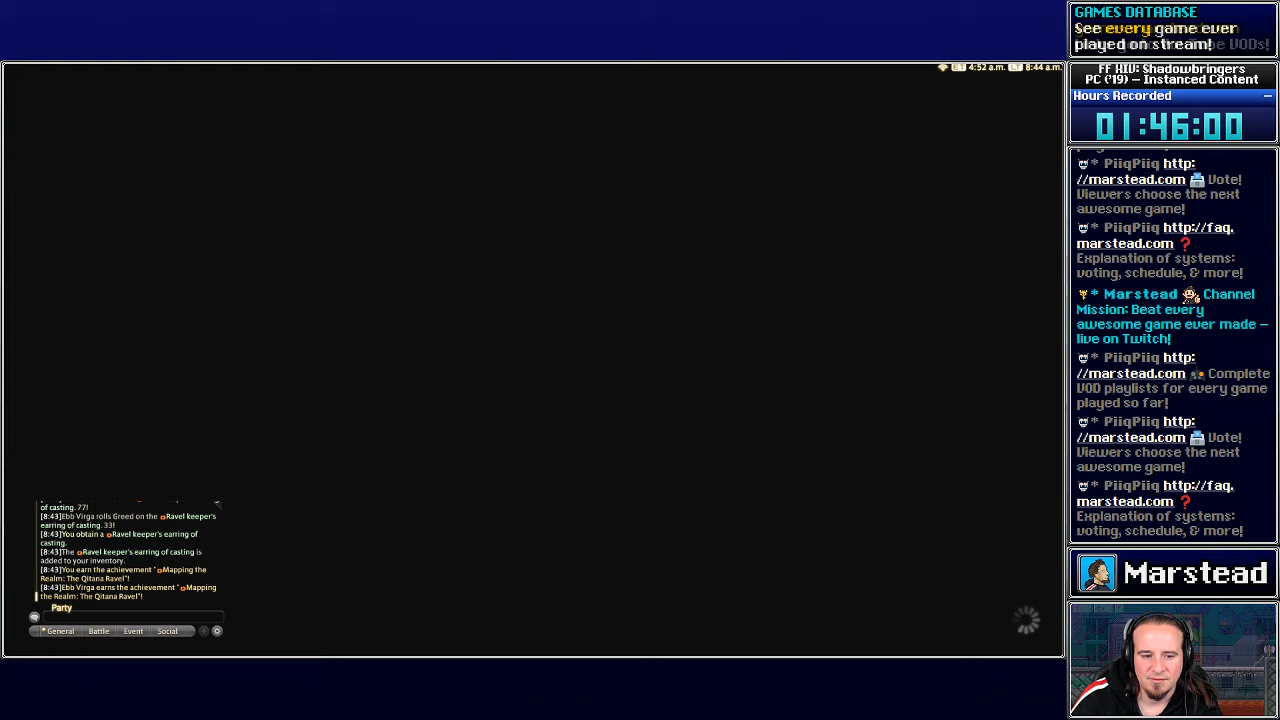 GAMES DATABASE
See every game ever
played on stream!
FF XIV: Shadowbringers
PC ('19) – Instanced Content
Hours Recorded
01:46:00
ET 4:52 a.m. LT 8:44 a.m.
PiiqPiiq http:
//marstead.com Vote!
Viewers choose the next
awesome game!
PiiqPiiq http://faq.
marstead.com
Explanation of systems:
voting, schedule, & more!
Marstead Channel
Mission: Beat every
awesome game ever made –
live on Twitch!
PiiqPiiq http:
//marstead.com Complete
VOD playlists for every game
played so far!
PiiqPiiq http:
//marstead.com Vote!
Viewers choose the next
awesome game!
PiiqPiiq http://faq.
marstead.com
Explanation of systems:
voting, schedule, & more!
Marstead
of casting. 77!
[8:43]Ebb Virga rolls Greed on the Ravel keeper's
earring of casting. 33!
[8:43]You obtain a Ravel keeper's earring of
casting.
[8:43]The Ravel keeper's earring of casting is
added to your inventory.
[8:43]You earn the achievement "Mapping the
Realm: The Qitana Ravel"!
[8:43]Ebb Virga earns the achievement "Mapping
the Realm: The Qitana Ravel"!
Party
General Battle Event Social